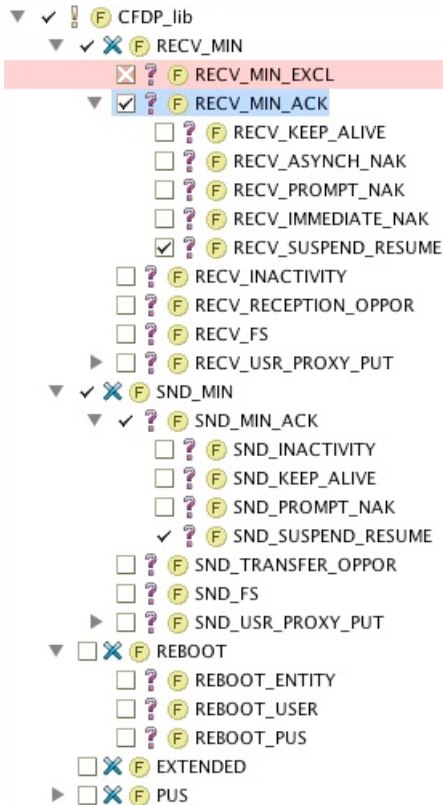 F CFDP_lib
F RECV_MIN
F RECV_MIN_EXCL
F RECV_MIN_ACK
F RECV_KEEP_ALIVE
F RECV_ASYNCH_NAK
F RECV_PROMPT_NAK
F RECV_IMMEDIATE_NAK
F RECV_SUSPEND_RESUME
F RECV_INACTIVITY
F RECV_RECEPTION_OPPOR
F RECV_FS
F RECV_USR_PROXY_PUT
F SND_MIN
F SND_MIN_ACK
F SND_INACTIVITY
F SND_KEEP_ALIVE
F SND_PROMPT_NAK
F SND_SUSPEND_RESUME
F SND_TRANSFER_OPPOR
F SND_FS
F SND_USR_PROXY_PUT
F REBOOT
F REBOOT_ENTITY
F REBOOT_USER
F REBOOT_PUS
F EXTENDED
F PUS